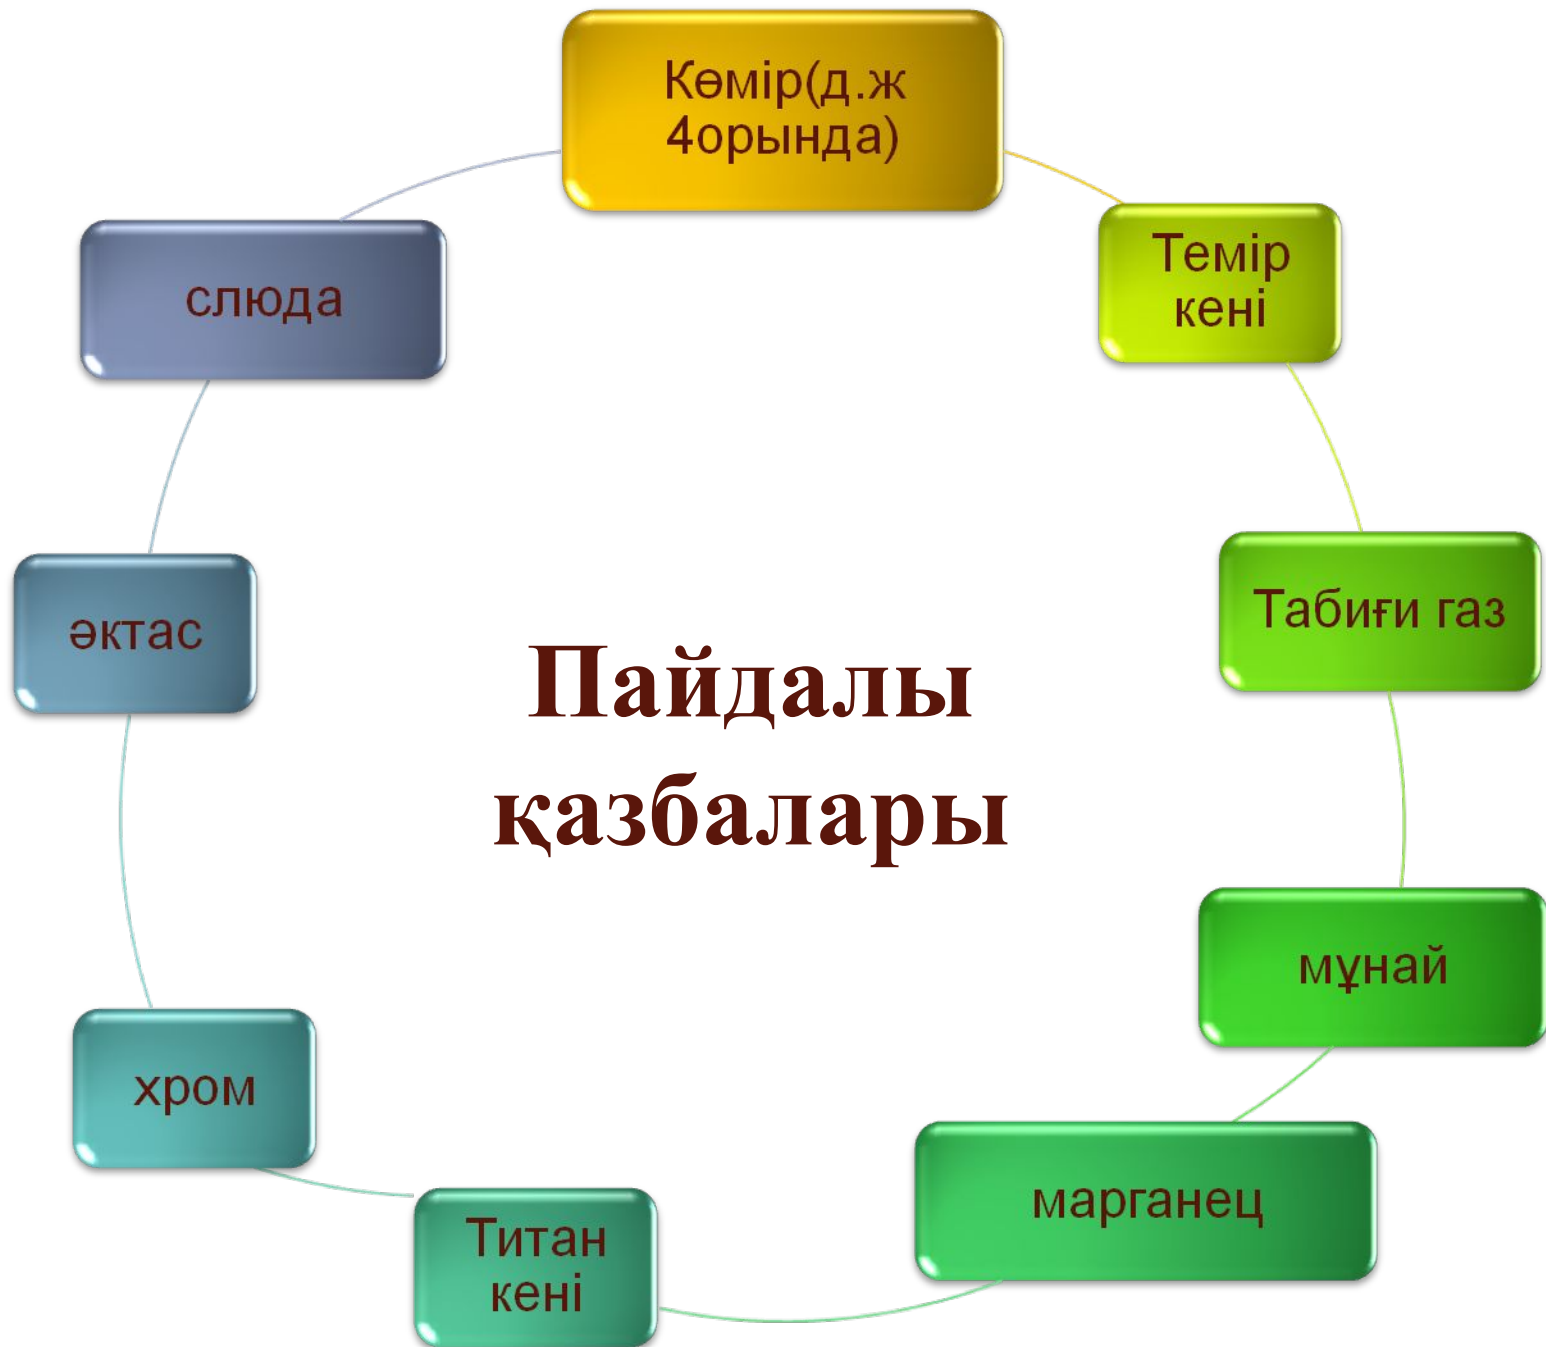 Көмір(д.ж
4орында)
Темір
кені
Табиғи газ
мұнай
марганец
Титан
кені
хром
әктас
слюда
Пайдалы
қазбалары